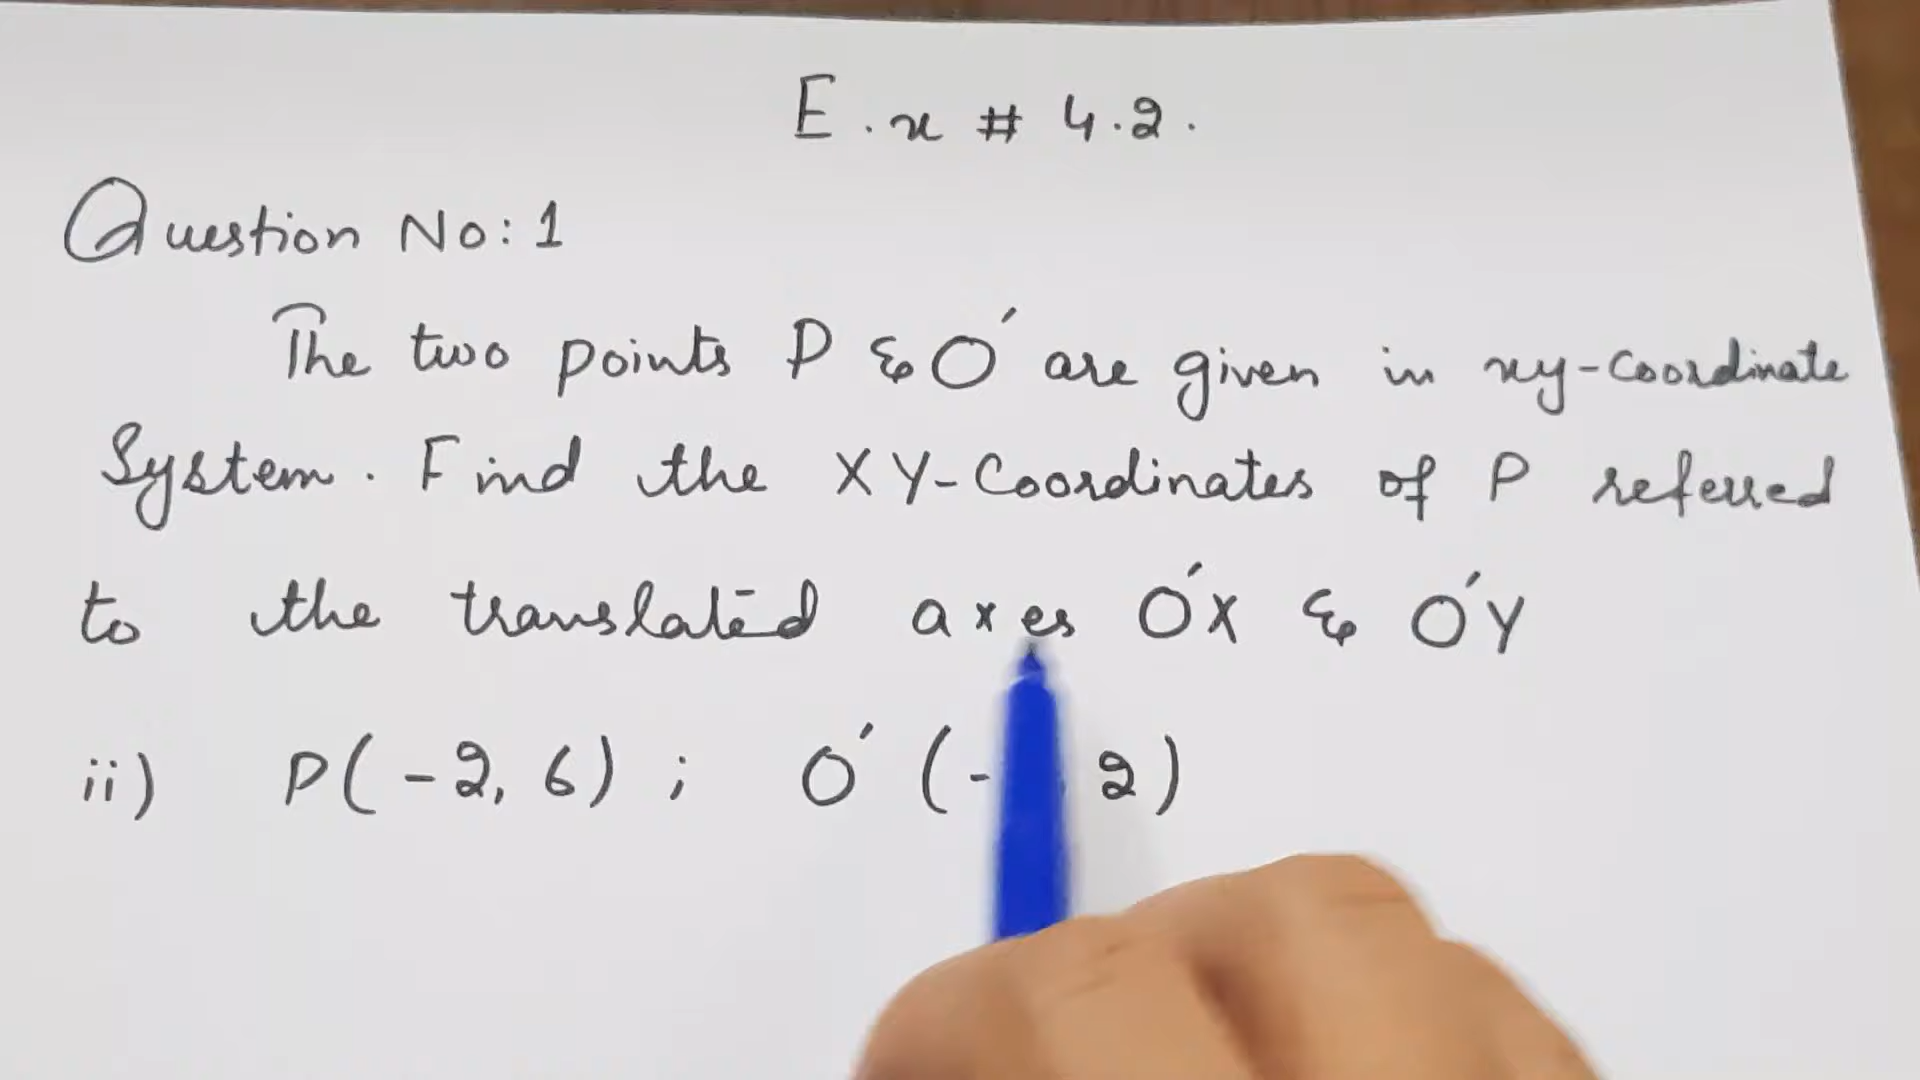 E.x # 4.2.
Question No: 1
The two points P & O' are given in xy-Coordinate
System. Find the XY-Coordinates of P referred
to the translated axes O'X & O'Y
ii) P(-2, 6) ; O' (- 2)